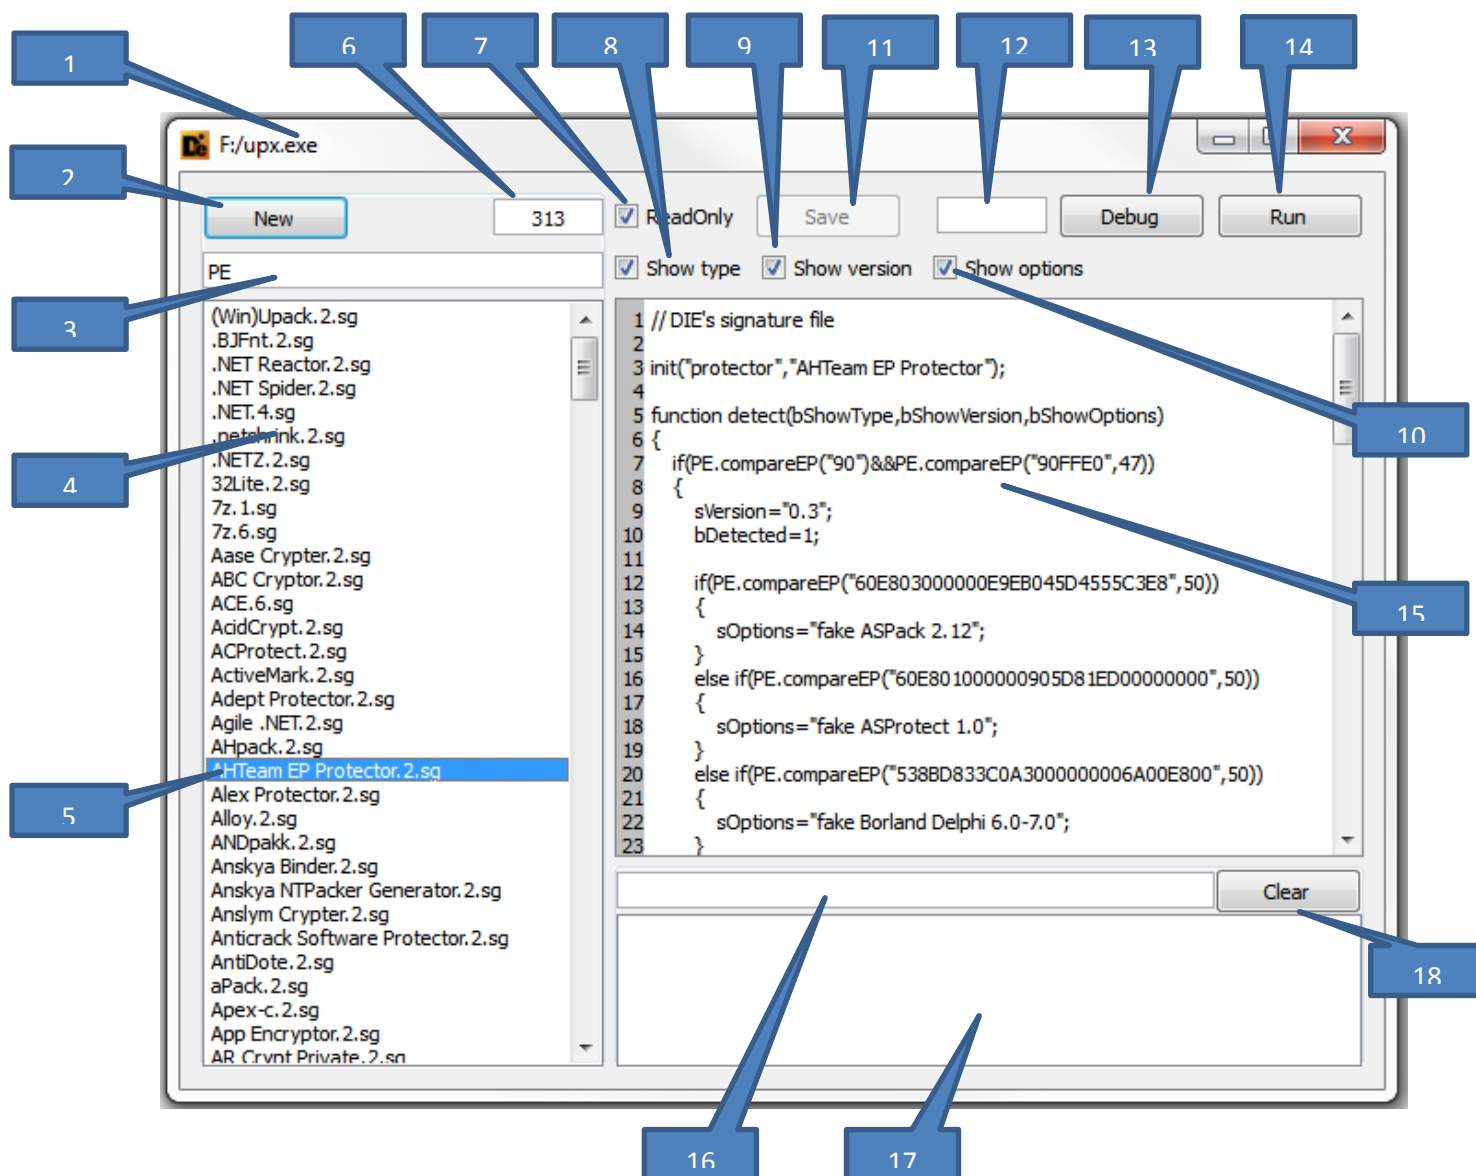 1
6
7
8
9
11
12
13
14
F:/upx.exe
2
New
313
ReadOnly
Save
Debug
Run
PE
Show type
Show version
Show options
3
(Win)Upack.2.sg
.BJFnt.2.sg
.NET Reactor.2.sg
.NET Spider.2.sg
.NET.4.sg
.netshrink.2.sg
.NETZ.2.sg
32Lite.2.sg
7z.1.sg
7z.6.sg
Aase Crypter.2.sg
ABC Cryptor.2.sg
ACE.6.sg
AcidCrypt.2.sg
ACProtect.2.sg
ActiveMark.2.sg
Adept Protector.2.sg
Agile .NET.2.sg
AHpack.2.sg
AHTeam EP Protector.2.sg
Alex Protector.2.sg
Alloy.2.sg
ANDpakk.2.sg
Anskya Binder.2.sg
Anskya NTPacker Generator.2.sg
Anslym Crypter.2.sg
Anticrack Software Protector.2.sg
AntiDote.2.sg
aPack.2.sg
Apex-c.2.sg
App Encryptor.2.sg
AR Crypt Private.2.sg
4
5
1 // DIE's signature file
2
3 init("protector","AHTeam EP Protector");
4
5 function detect(bShowType,bShowVersion,bShowOptions)
6 {
7 if(PE.compareEP("90")&&PE.compareEP("90FFE0",47))
8 {
9 sVersion="0.3";
10 bDetected=1;
11
12 if(PE.compareEP("60E803000000E9EB045D4555C3E8",50))
13 {
14 sOptions="fake ASPack 2.12";
15 }
16 else if(PE.compareEP("60E801000000905D81ED00000000",50))
17 {
18 sOptions="fake ASProtect 1.0";
19 }
20 else if(PE.compareEP("538BD833C0A3000000006A00E800",50))
21 {
22 sOptions="fake Borland Delphi 6.0-7.0";
23 }
10
15
Clear
18
16
17